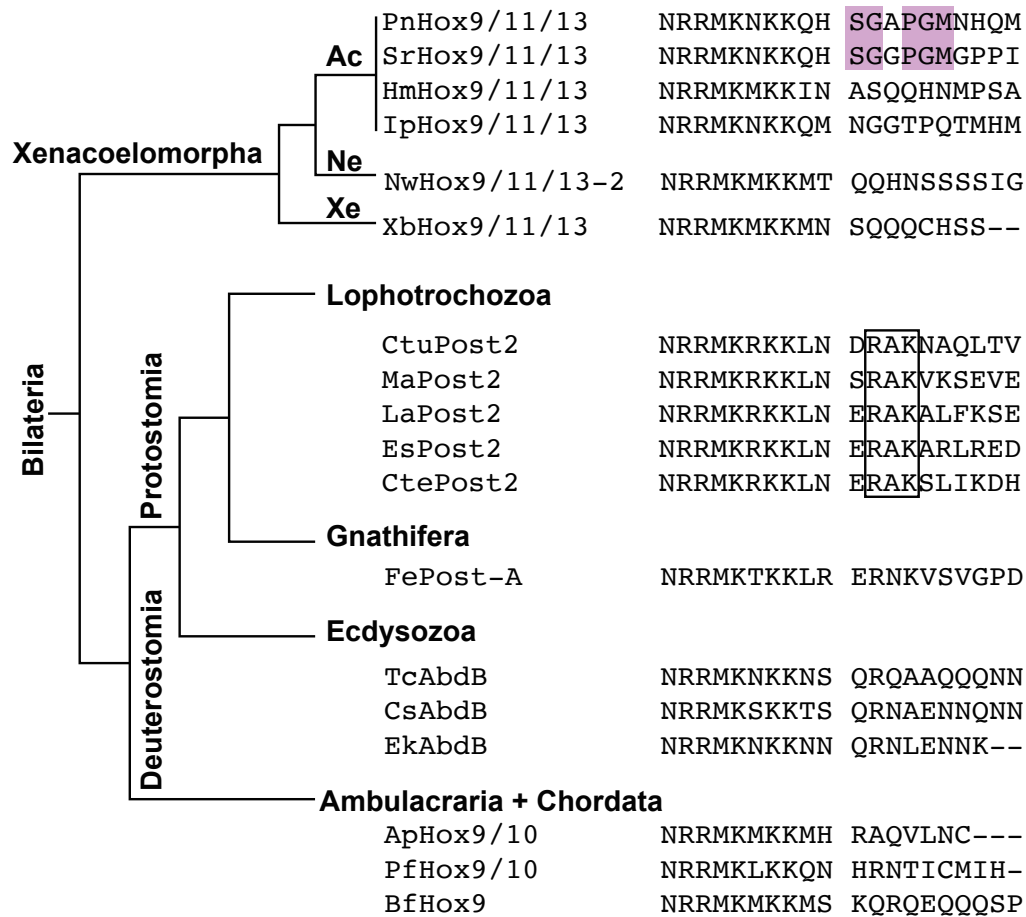 PnHox9/11/13 NRRMKNKKQH SGAPGMNHQM
Ac SrHox9/11/13 NRRMKNKKQH SGGPGMGPPI
HmHox9/11/13 NRRMKMKKIN ASQQHNMPSA
IpHox9/11/13 NRRMKNKKQM NGGTPQTMHM
Xenacoelomorpha
Ne NwHox9/11/13-2 NRRMKMKKMT QQHNSSSSIG
Xe XbHox9/11/13 NRRMKMKKMN SQQQCHSS--
Lophotrochozoa
CtuPost2 NRRMKRKKLN DRAKNAQLTV
MaPost2 NRRMKRKKLN SRAKVKSEVE
LaPost2 NRRMKRKKLN ERAKALFKSE
EsPost2 NRRMKRKKLN ERAKARLRED
CtePost2 NRRMKRKKLN ERAKSLIKDH
Bilateria
Protostomia
Gnathifera
FePost-A NRRMKTKKLR ERNKVSVGPD
Ecdysozoa
TcAbdB NRRMKNKKNS QRQAAQQQNN
CsAbdB NRRMKSKKTS QRNAENNQNN
EkAbdB NRRMKNKKNN QRNLENNK--
Deuterostomia
Ambulacraria + Chordata
ApHox9/10 NRRMKMKKMH RAQVLNC---
PfHox9/10 NRRMKLKKQN HRNTICMIH-
BfHox9 NRRMKMKKMS KQRQEQQQSP